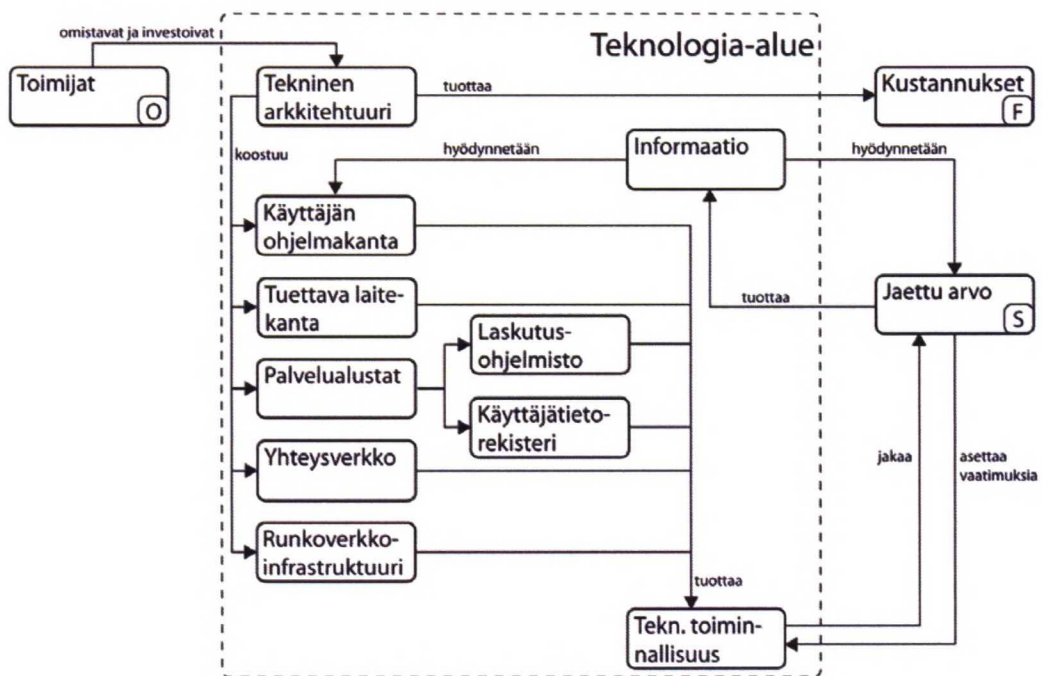 omistavat ja investoivat
Teknologia-alue
Toimijat
O
Tekninen
arkkitehtuuri
tuottaa
Kustannukset
F
koostuu
hyödynnetään
Informaatio
hyödynnetään
Käyttäjän
ohjelmakanta
Tuettava laite-
kanta
tuottaa
Jaettu arvo
S
Laskutus-
ohjelmisto
Palvelualustat
Käyttäjätieto-
rekisteri
Yhteysverkko
jakaa
asettaa
vaatimuksia
Runkoverkko-
infrastruktuuri
tuottaa
Tekn. toimin-
nallisuus